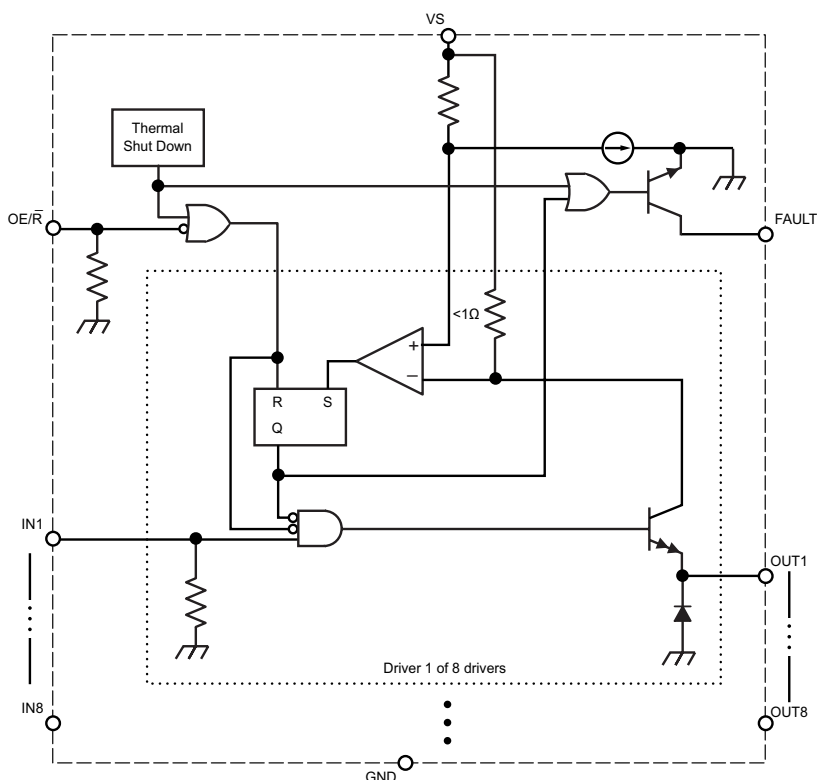 VS
Thermal
Shut Down
OE/R̅
FAULT
<1Ω
+
−
R S
Q
IN1
OUT1
Driver 1 of 8 drivers
IN8
OUT8
GND